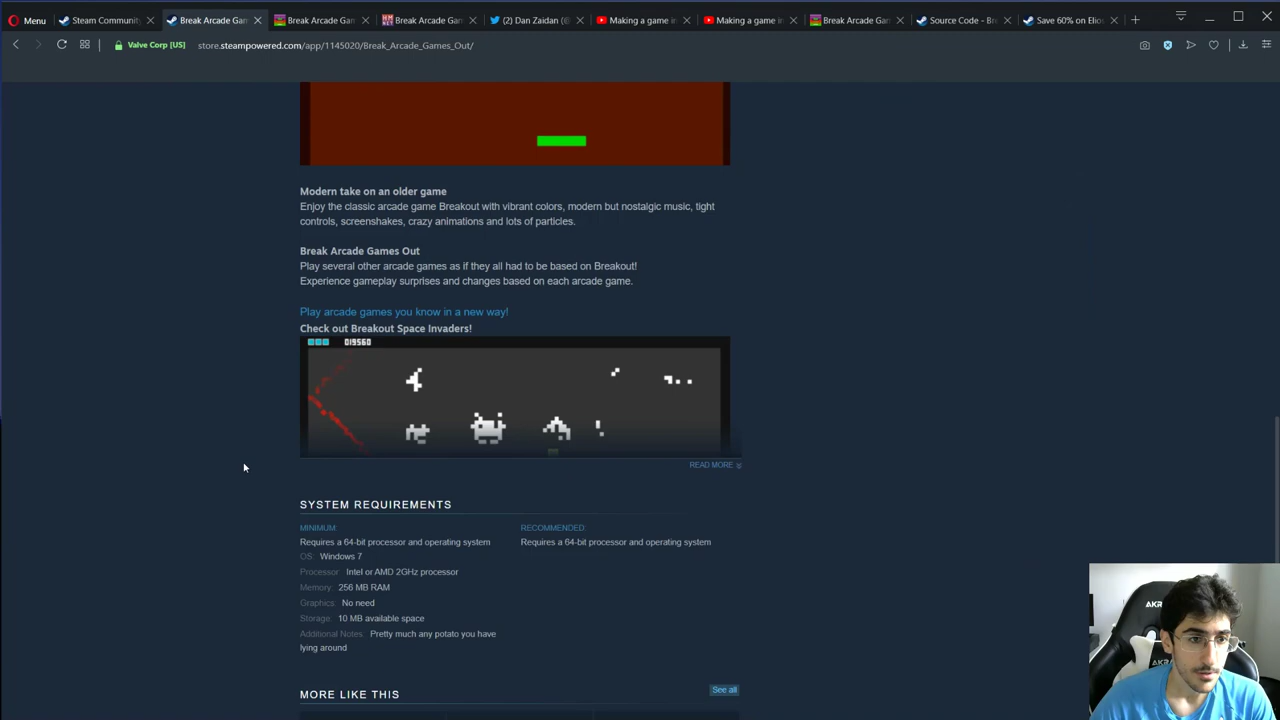 Menu
Steam Community
Break Arcade Gam
Break Arcade Gam
Break Arcade Gam
(2) Dan Zaidan (@
Making a game in
Making a game in
Break Arcade Gam
Source Code - Bre
Save 60% on Elio
Valve Corp [US]
store.steampowered.com/app/1145020/Break_Arcade_Games_Out/
Modern take on an older game
Enjoy the classic arcade game Breakout with vibrant colors, modern but nostalgic music, tight
controls, screenshakes, crazy animations and lots of particles.
Break Arcade Games Out
Play several other arcade games as if they all had to be based on Breakout!
Experience gameplay surprises and changes based on each arcade game.
Play arcade games you know in a new way!
Check out Breakout Space Invaders!
019560
READ MORE
SYSTEM REQUIREMENTS
MINIMUM:
Requires a 64-bit processor and operating system
OS: Windows 7
Processor: Intel or AMD 2GHz processor
Memory: 256 MB RAM
Graphics: No need
Storage: 10 MB available space
Additional Notes: Pretty much any potato you have
lying around
RECOMMENDED:
Requires a 64-bit processor and operating system
MORE LIKE THIS
See all